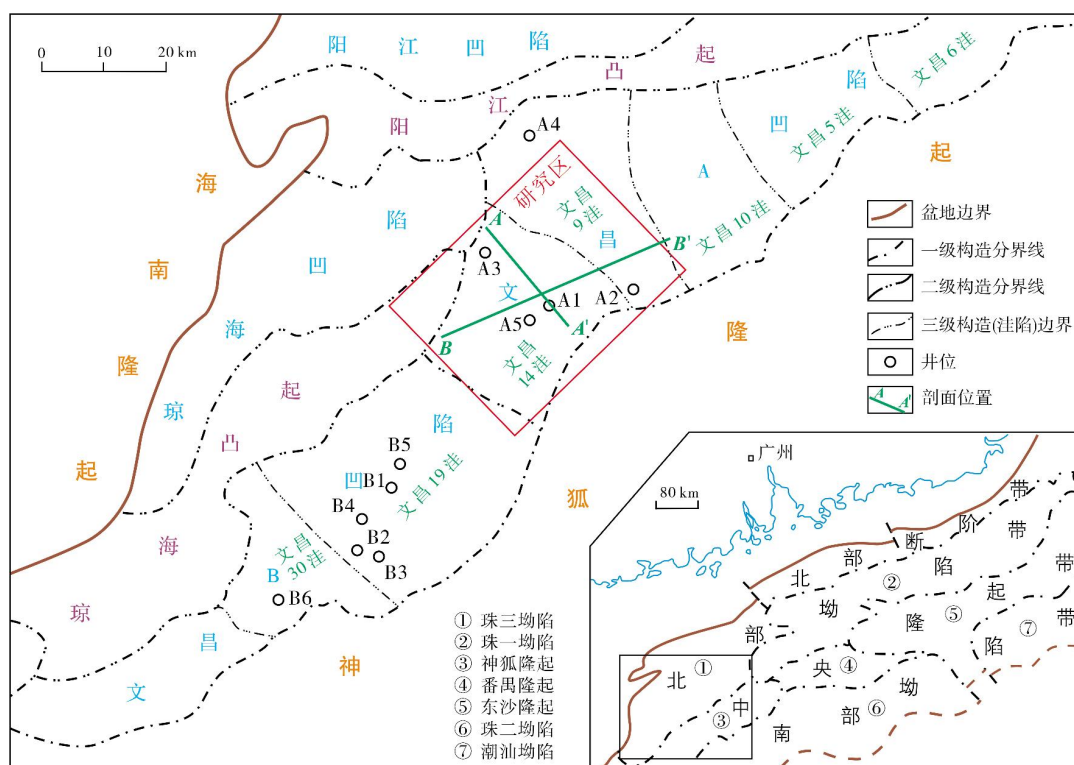 0 10 20 km
阳江凹陷
阳江凸起
文昌6洼
文昌5洼
文昌10洼
文昌A凹陷
海南隆起
琼海凹陷
琼海凸起
神狐隆起
文昌B凹陷
研究区
文昌
9洼
文昌
14洼
文昌19洼
文昌
30洼
A
A'
B
B'
A4
A3
A1
A2
A5
B5
B1
B4
B2
B3
B6
盆地边界
一级构造分界线
二级构造分界线
三级构造(洼陷)边界
井位
A A' 剖面位置
① 珠三坳陷
② 珠一坳陷
③ 神狐隆起
④ 番禺隆起
⑤ 东沙隆起
⑥ 珠二坳陷
⑦ 潮汕坳陷
广州
80 km
北部断阶带
北部坳陷带
中央隆起带
南部坳陷带
①
②
③
④
⑤
⑥
⑦